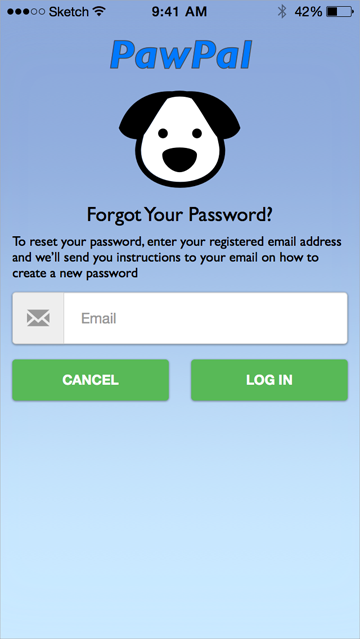 Sketch 9:41 AM 42%
PawPal
Forgot Your Password?
To reset your password, enter your registered email address
and we'll send you instructions to your email on how to
create a new password
Email
CANCEL LOG IN